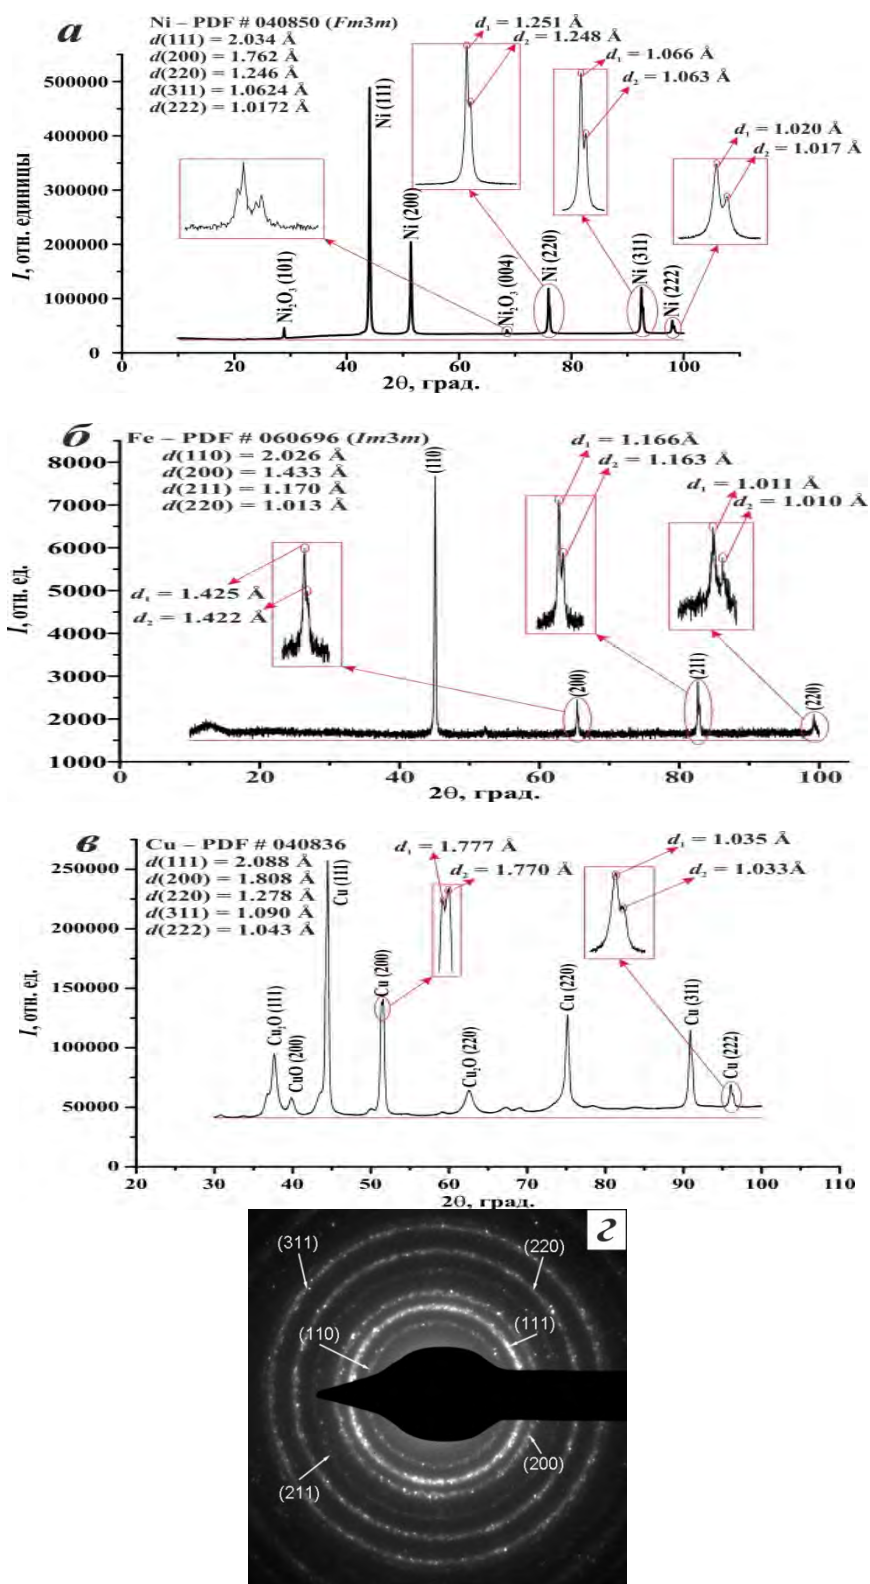 а
Ni – PDF # 040850 (Fm3m)
d(111) = 2.034 Å
d(200) = 1.762 Å
d(220) = 1.246 Å
d(311) = 1.0624 Å
d(222) = 1.0172 Å
d₁ = 1.251 Å
d₂ = 1.248 Å
d₁ = 1.066 Å
d₂ = 1.063 Å
d₁ = 1.020 Å
d₂ = 1.017 Å
I, отн. единицы
500000
400000
300000
200000
100000
0
Ni₂O₃ (101)
Ni (111)
Ni (200)
Ni₂O₃ (004)
Ni (220)
Ni (311)
Ni (222)
0 20 40 60 80 100
2θ, град.
б
Fe – PDF # 060696 (Im3m)
d(110) = 2.026 Å
d(200) = 1.433 Å
d(211) = 1.170 Å
d(220) = 1.013 Å
d₁ = 1.425 Å
d₂ = 1.422 Å
d₁ = 1.166Å
d₂ = 1.163 Å
d₁ = 1.011 Å
d₂ = 1.010 Å
I, отн. ед.
8000
7000
6000
5000
4000
3000
2000
1000
(110)
(200)
(211)
(220)
0 20 40 60 80 100
2θ, град.
в
Cu – PDF # 040836
d(111) = 2.088 Å
d(200) = 1.808 Å
d(220) = 1.278 Å
d(311) = 1.090 Å
d(222) = 1.043 Å
d₁ = 1.777 Å
d₂ = 1.770 Å
d₁ = 1.035 Å
d₂ = 1.033Å
I, отн. ед.
250000
200000
150000
100000
50000
0
Cu₂O (111)
CuO (200)
Cu (111)
Cu (200)
Cu₂O (220)
Cu (220)
Cu (311)
Cu (222)
20 30 40 50 60 70 80 90 100 110
2θ, град.
г
(311)
(220)
(110)
(111)
(211)
(200)